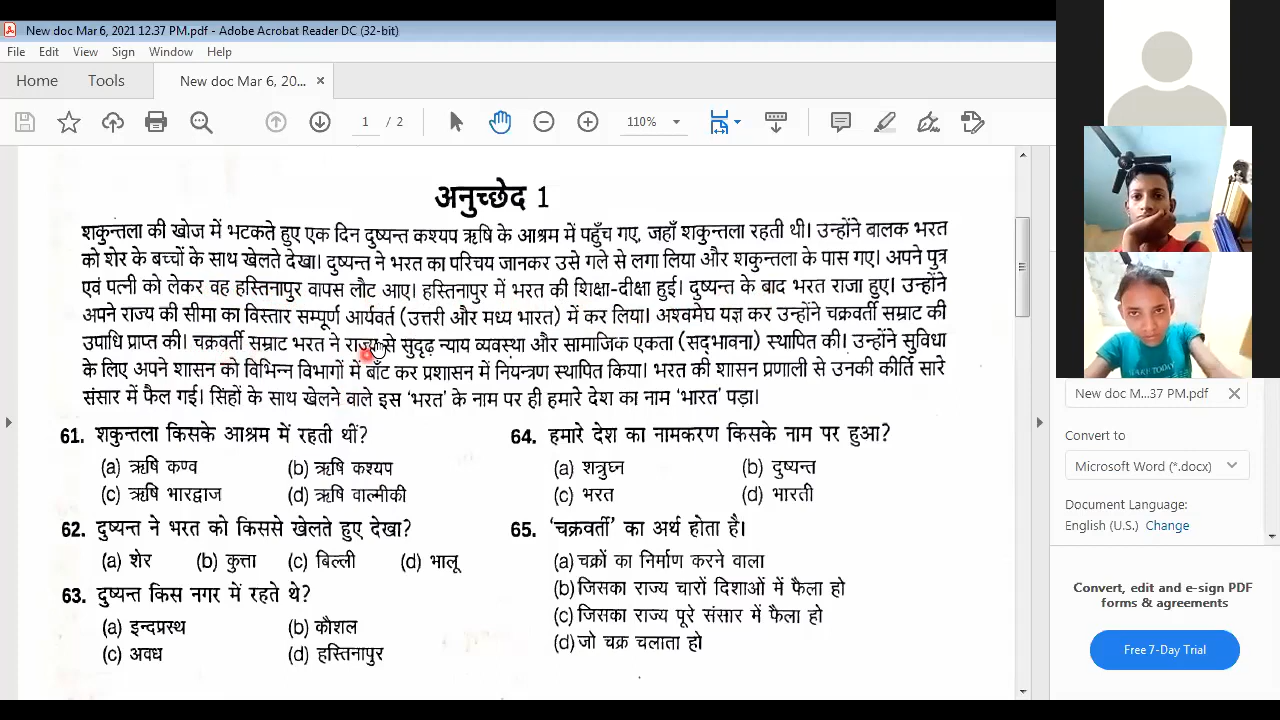 New doc Mar 6, 2021 12.37 PM.pdf - Adobe Acrobat Reader DC (32-bit)
File Edit View Sign Window Help
Home Tools New doc Mar 6, 20... ×
1 / 2 110%
अनुच्छेद 1
शकुन्तला की खोज में भटकते हुए एक दिन दुष्यन्त कश्यप ऋषि के आश्रम में पहुँच गए, जहाँ शकुन्तला रहती थी। उन्होंने वालक भरत
को शेर के बच्चों के साथ खेलते देखा। दुष्यन्त ने भरत का परिचय जानकर उसे गले से लगा लिया और शकुन्तला के पास गए। अपने पुत्र
एवं पत्नी को लेकर वह हस्तिनापुर वापस लौट आए। हस्तिनापुर में भरत की शिक्षा-दीक्षा हुई। दुष्यन्त के बाद भरत राजा हुए। उन्होंने
अपने राज्य की सीमा का विस्तार सम्पूर्ण आर्यवर्त (उत्तरी और मध्य भारत) में कर लिया। अश्वमेघ यज्ञ कर उन्होंने चक्रवर्ती सम्राट की
उपाधि प्राप्त की। चक्रवर्ती सम्राट भरत ने राज्य से सुदृढ़ न्याय व्यवस्था और सामाजिक एकता (सद्‌भावना) स्थापित की। उन्होंने सुविधा
के लिए अपने शासन को विभिन्न विभागों में बाँट कर प्रशासन में नियन्त्रण स्थापित किया। भरत की शासन प्रणाली से उनकी कीर्ति सारे
संसार में फैल गई। सिंहों के साथ खेलने वाले इस ‘भरत’ के नाम पर ही हमारे देश का नाम ‘भारत’ पड़ा।
61. शकुन्तला किसके आश्रम में रहती थीं?
(a) ऋषि कण्व (b) ऋषि कश्यप
(c) ऋषि भारद्वाज (d) ऋषि वाल्मीकी
62. दुष्यन्त ने भरत को किससे खेलते हुए देखा?
(a) शेर (b) कुत्ता (c) बिल्ली (d) भालू
63. दुष्यन्त किस नगर में रहते थे?
(a) इन्दप्रस्थ (b) कौशल
(c) अवध (d) हस्तिनापुर
64. हमारे देश का नामकरण किसके नाम पर हुआ?
(a) शत्रुघ्न (b) दुष्यन्त
(c) भरत (d) भारती
65. ‘चक्रवर्ती’ का अर्थ होता है।
(a) चक्रों का निर्माण करने वाला
(b) जिसका राज्य चारों दिशाओं में फैला हो
(c) जिसका राज्य पूरे संसार में फैला हो
(d) जो चक्र चलाता हो
New doc M...37 PM.pdf ×
Convert to
Microsoft Word (*.docx)
Document Language:
English (U.S.) Change
Convert, edit and e-sign PDF
forms & agreements
Free 7-Day Trial